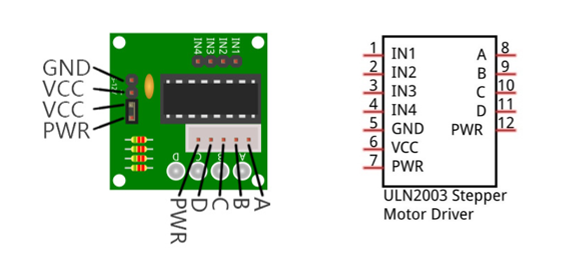 IN4
IN3
IN2
IN1
GND
VCC
VCC
PWR
D
C
B
A
PWR
D
C
B
A
1 IN1
2 IN2
3 IN3
4 IN4
5 GND
6 VCC
7 PWR
A 8
B 9
C 10
D 11
PWR 12
ULN2003 Stepper
Motor Driver